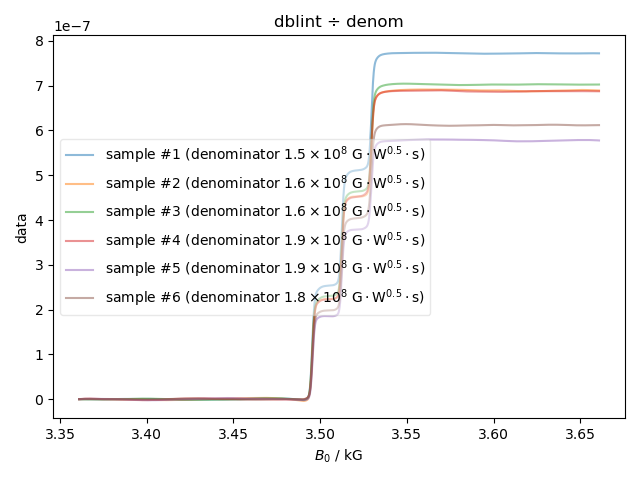 dblint ÷ denom
1e−7
8
7
6
5
4
3
2
1
0
data
sample #1 (denominator 1.5 × 10⁸ G · W⁰·⁵ · s)
sample #2 (denominator 1.6 × 10⁸ G · W⁰·⁵ · s)
sample #3 (denominator 1.6 × 10⁸ G · W⁰·⁵ · s)
sample #4 (denominator 1.9 × 10⁸ G · W⁰·⁵ · s)
sample #5 (denominator 1.9 × 10⁸ G · W⁰·⁵ · s)
sample #6 (denominator 1.8 × 10⁸ G · W⁰·⁵ · s)
3.35 3.40 3.45 3.50 3.55 3.60 3.65
B₀ / kG